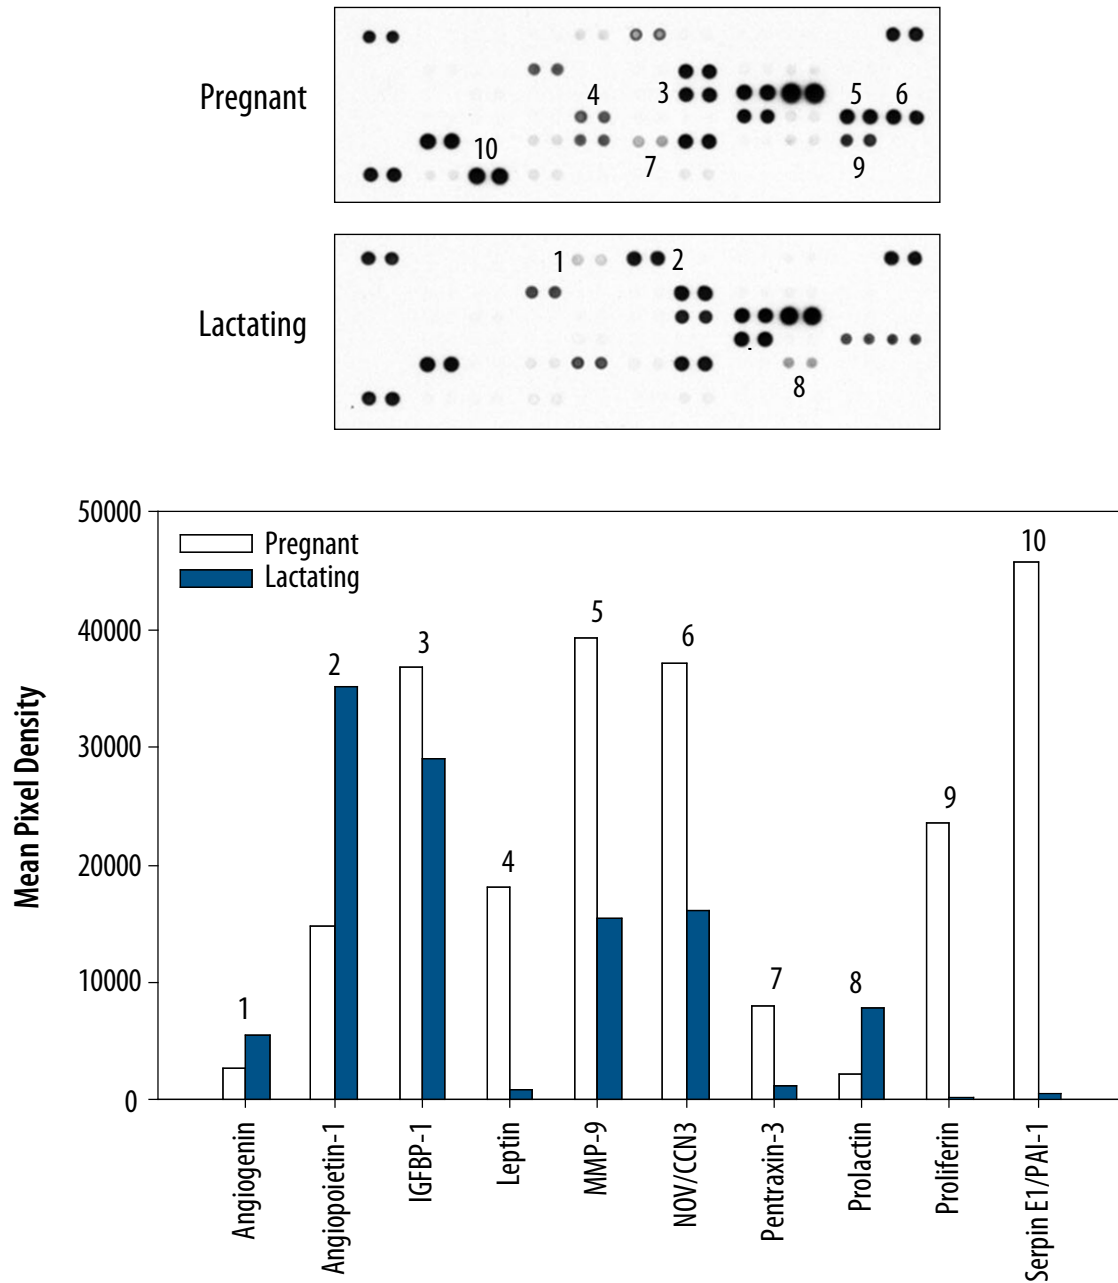 Pregnant
3
4
5
6
10
7
9
Lactating
1
2
8
50000
40000
30000
20000
10000
0
Mean Pixel Density
Pregnant
Lactating
1
2
3
4
5
6
7
8
9
10
Angiogenin
Angiopoietin-1
IGFBP-1
Leptin
MMP-9
NOV/CCN3
Pentraxin-3
Prolactin
Proliferin
Serpin E1/PAI-1